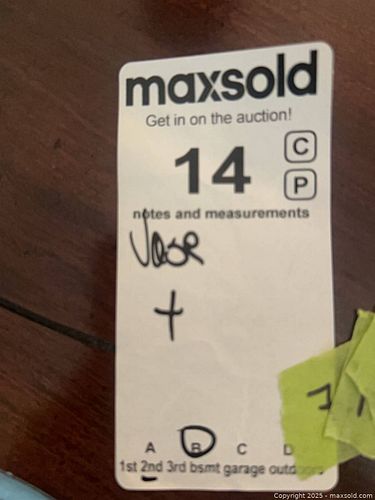 maxsold
Get in on the auction!
14
C
P
notes and measurements
Vase
+
A B C D
1st 2nd 3rd bsmt garage
Copyright © 2025 - maxsold.com